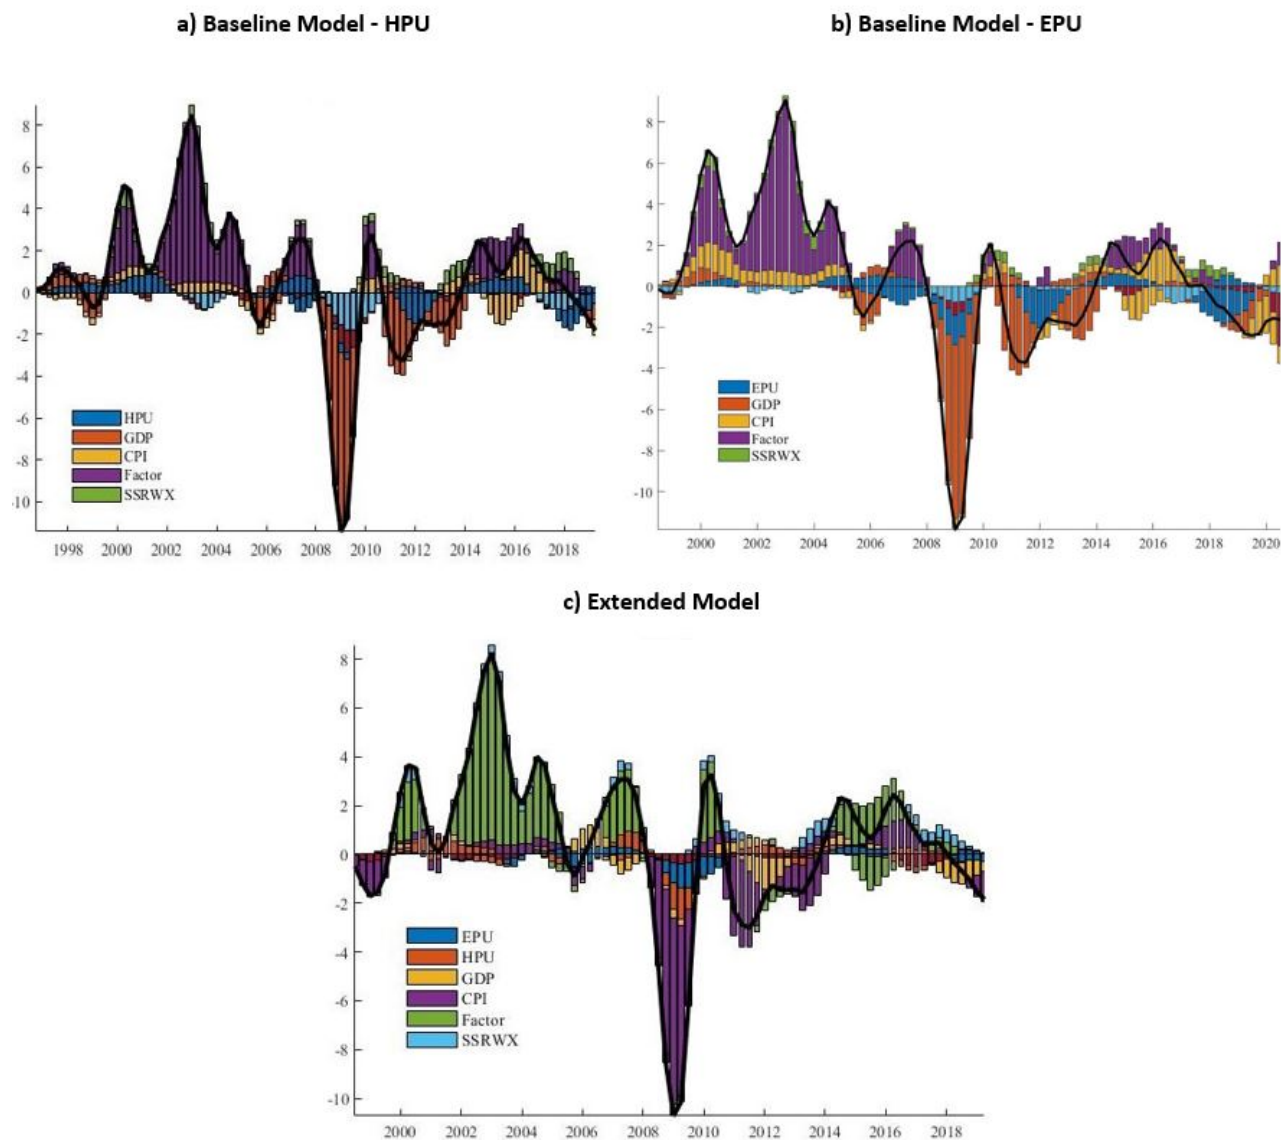 a) Baseline Model - HPU
8
6
4
2
0
-2
-4
-6
-8
-10
HPU
GDP
CPI
Factor
SSRWX
1998 2000 2002 2004 2006 2008 2010 2012 2014 2016 2018
b) Baseline Model - EPU
8
6
4
2
0
-2
-4
-6
-8
-10
EPU
GDP
CPI
Factor
SSRWX
2000 2002 2004 2006 2008 2010 2012 2014 2016 2018 2020
c) Extended Model
8
6
4
2
0
-2
-4
-6
-8
-10
EPU
HPU
GDP
CPI
Factor
SSRWX
2000 2002 2004 2006 2008 2010 2012 2014 2016 2018